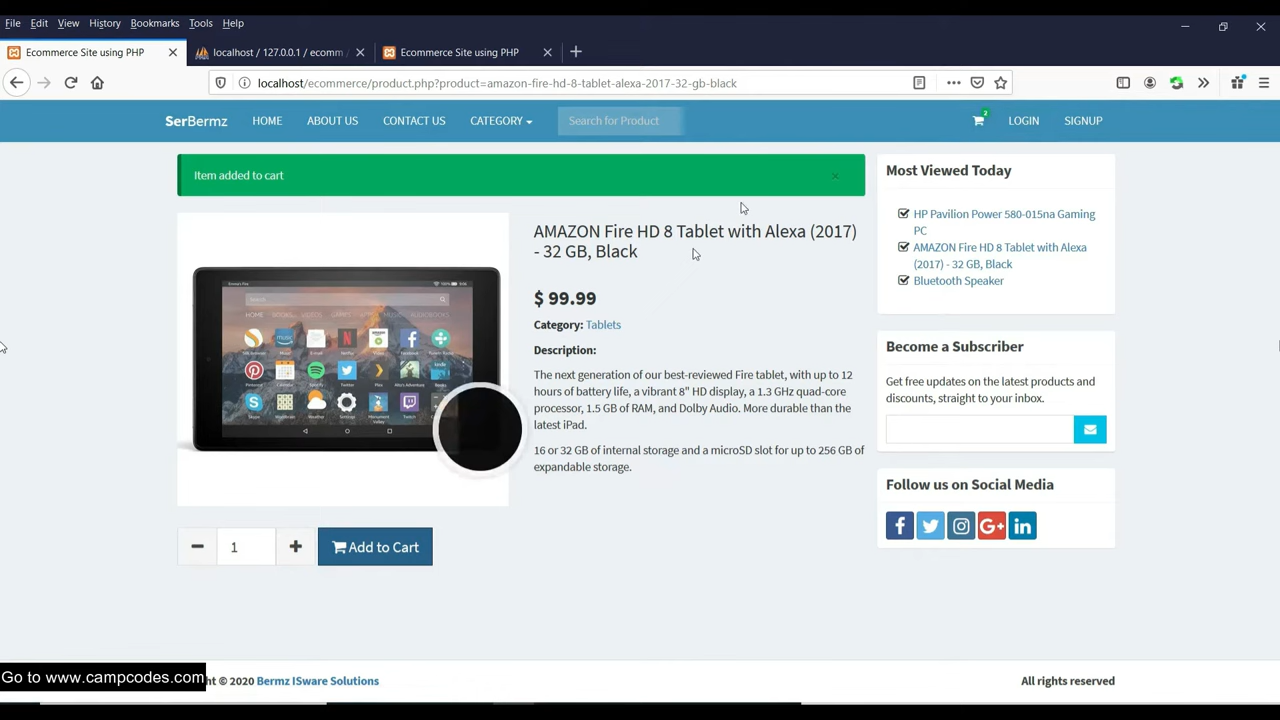 File Edit View History Bookmarks Tools Help
Ecommerce Site using PHP
localhost / 127.0.0.1 / ecomm
Ecommerce Site using PHP
localhost/ecommerce/product.php?product=amazon-fire-hd-8-tablet-alexa-2017-32-gb-black
SerBermz HOME ABOUT US CONTACT US CATEGORY Search for Product 2 LOGIN SIGNUP
Item added to cart ×
AMAZON Fire HD 8 Tablet with Alexa (2017)
- 32 GB, Black
$ 99.99
Category: Tablets
Description:
The next generation of our best-reviewed Fire tablet, with up to 12
hours of battery life, a vibrant 8" HD display, a 1.3 GHz quad-core
processor, 1.5 GB of RAM, and Dolby Audio. More durable than the
latest iPad.
16 or 32 GB of internal storage and a microSD slot for up to 256 GB of
expandable storage.
1
Add to Cart
Most Viewed Today
HP Pavilion Power 580-015na Gaming
PC
AMAZON Fire HD 8 Tablet with Alexa
(2017) - 32 GB, Black
Bluetooth Speaker
Become a Subscriber
Get free updates on the latest products and
discounts, straight to your inbox.
Follow us on Social Media
Go to www.campcodes.com
© 2020 Bermz ISware Solutions
All rights reserved